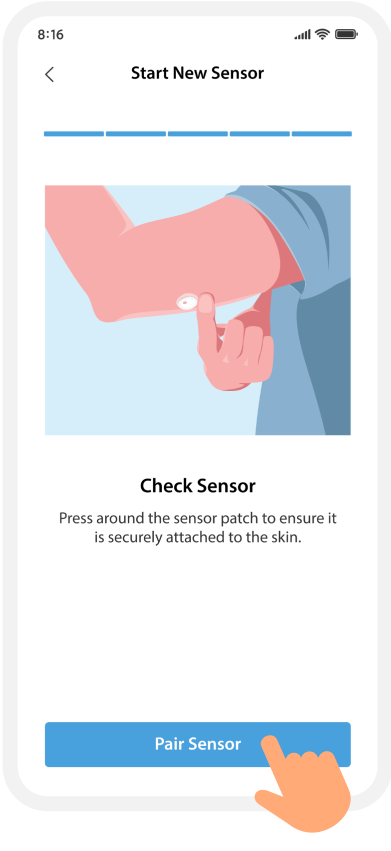 8:16
Start New Sensor
Check Sensor
Press around the sensor patch to ensure it
is securely attached to the skin.
Pair Sensor